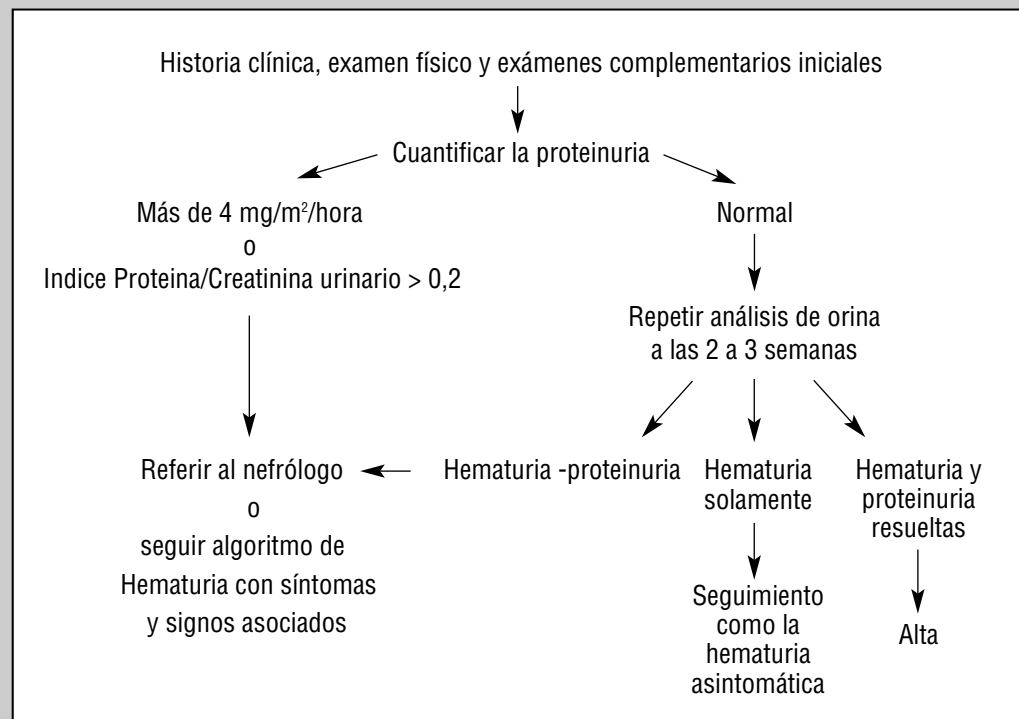 Historia clínica, examen físico y exámenes complementarios iniciales
Cuantificar la proteinuria
Más de 4 mg/m²/hora
o
Indice Proteina/Creatinina urinario > 0,2
Normal
Repetir análisis de orina
a las 2 a 3 semanas
Referir al nefrólogo
o
seguir algoritmo de
Hematuria con síntomas
y signos asociados
Hematuria -proteinuria
Hematuria
solamente
Seguimiento
como la
hematuria
asintomática
Hematuria y
proteinuria
resueltas
Alta